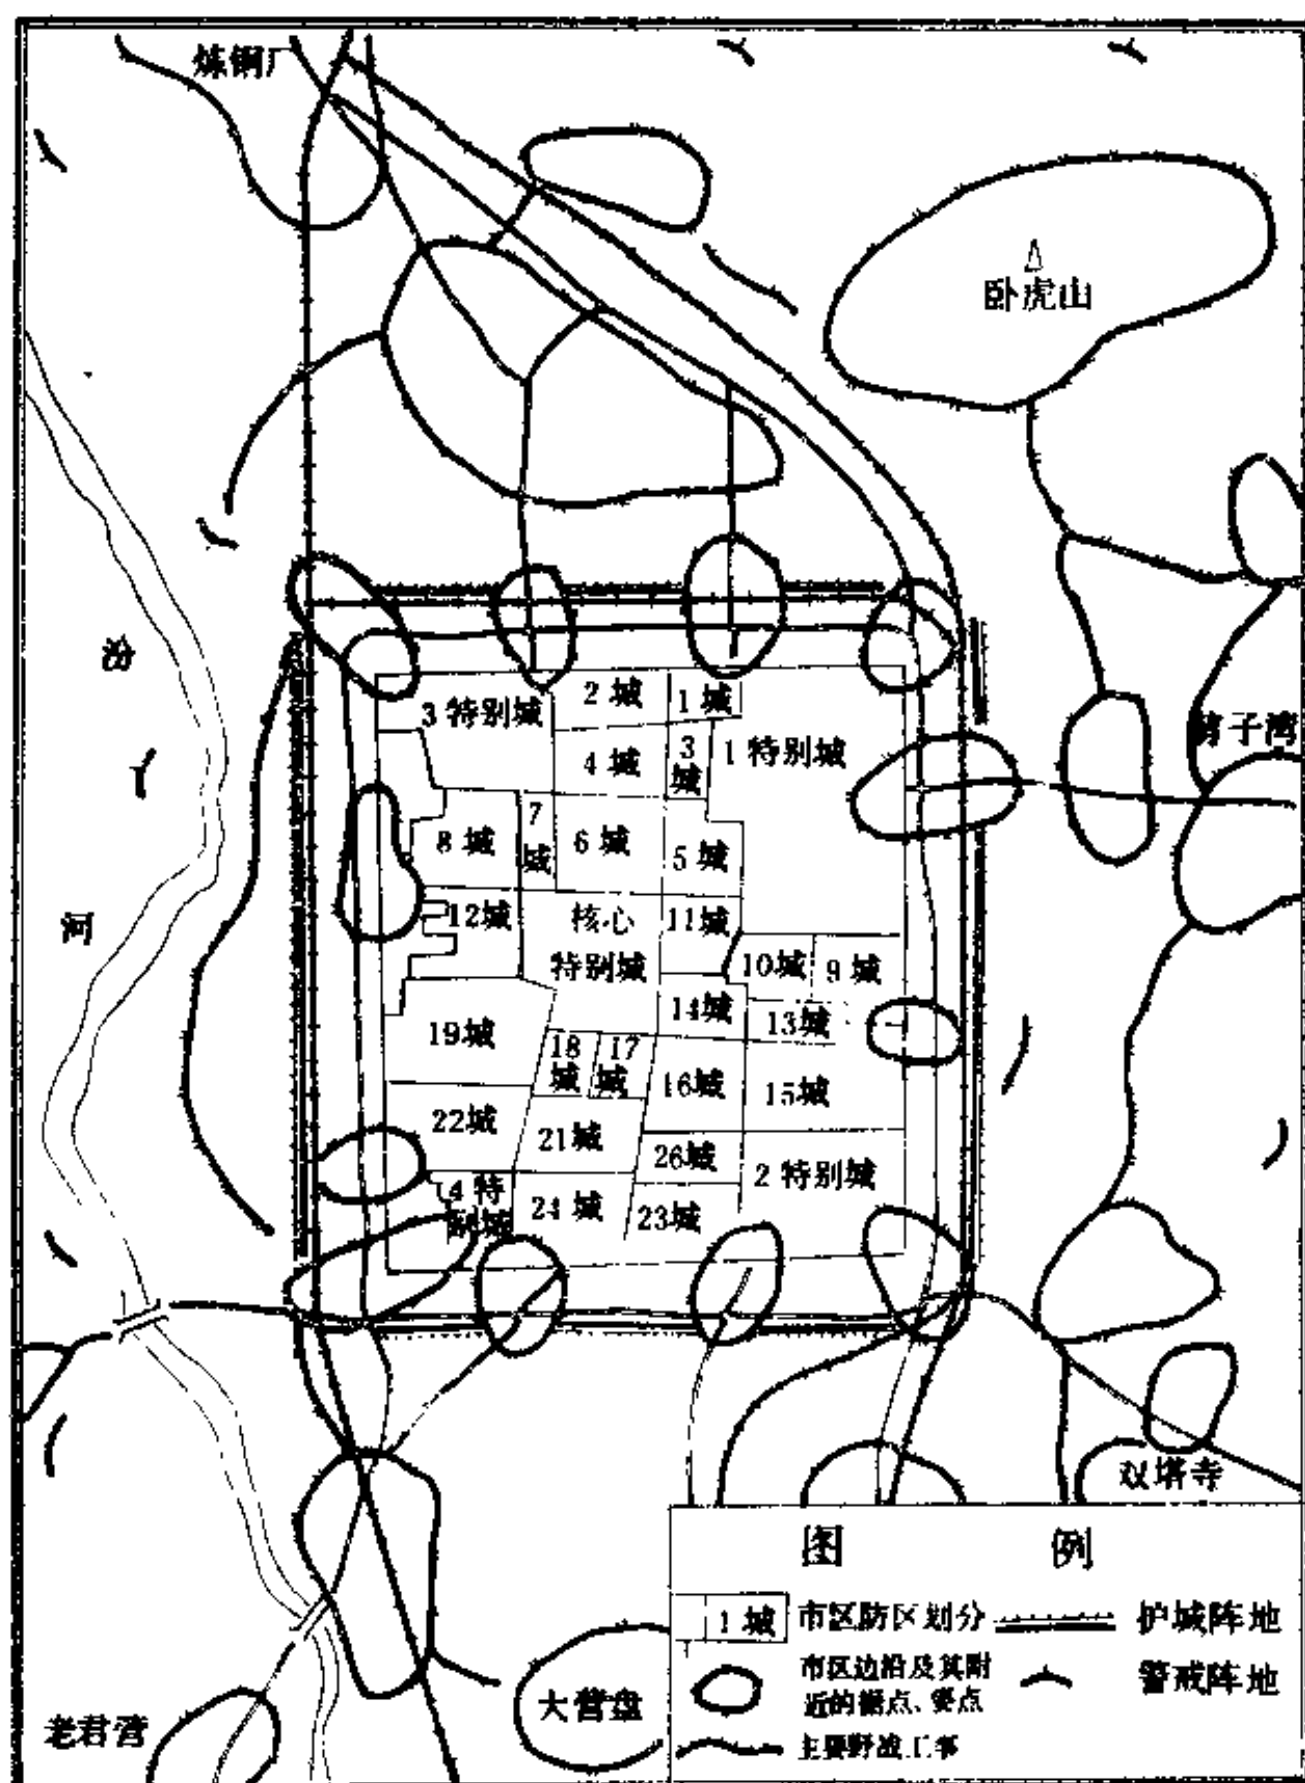 炼钢厂
卧虎山
汾
河
2 城
1 城
3 特别城
4 城
3
城
1 特别城
7
城
8 城
6 城
5 城
12城
核心
特别城
11城
10城
9 城
14城
13城
19城
18
城
17
城
16城
15城
22城
21城
26城
2 特别城
4 特
别城
24 城
23城
子湾
双塔寺
老君营
大营盘
图 例
1 城
市区防区划分
护城阵地
市区边沿及其附
近的据点、要点
警戒阵地
主要野战工事